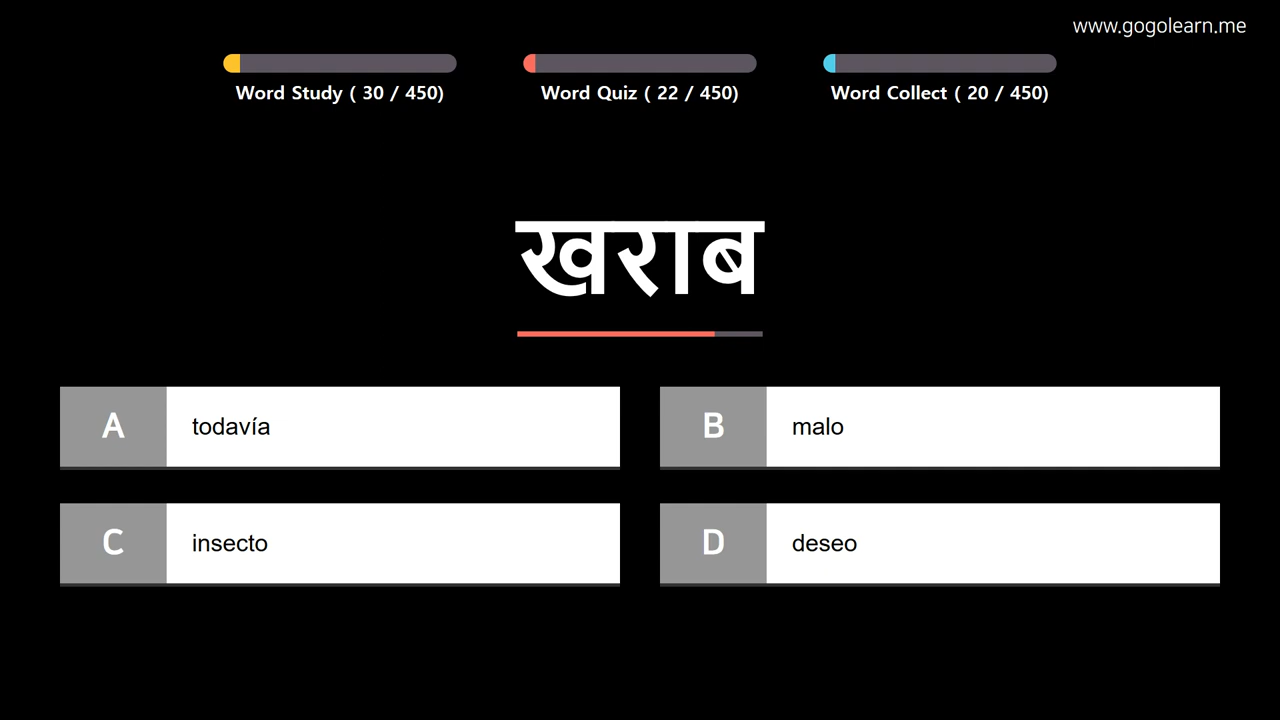 www.gogolearn.me
Word Study ( 30 / 450)
Word Quiz ( 22 / 450)
Word Collect ( 20 / 450)
खराब
A todavía
B malo
C insecto
D deseo